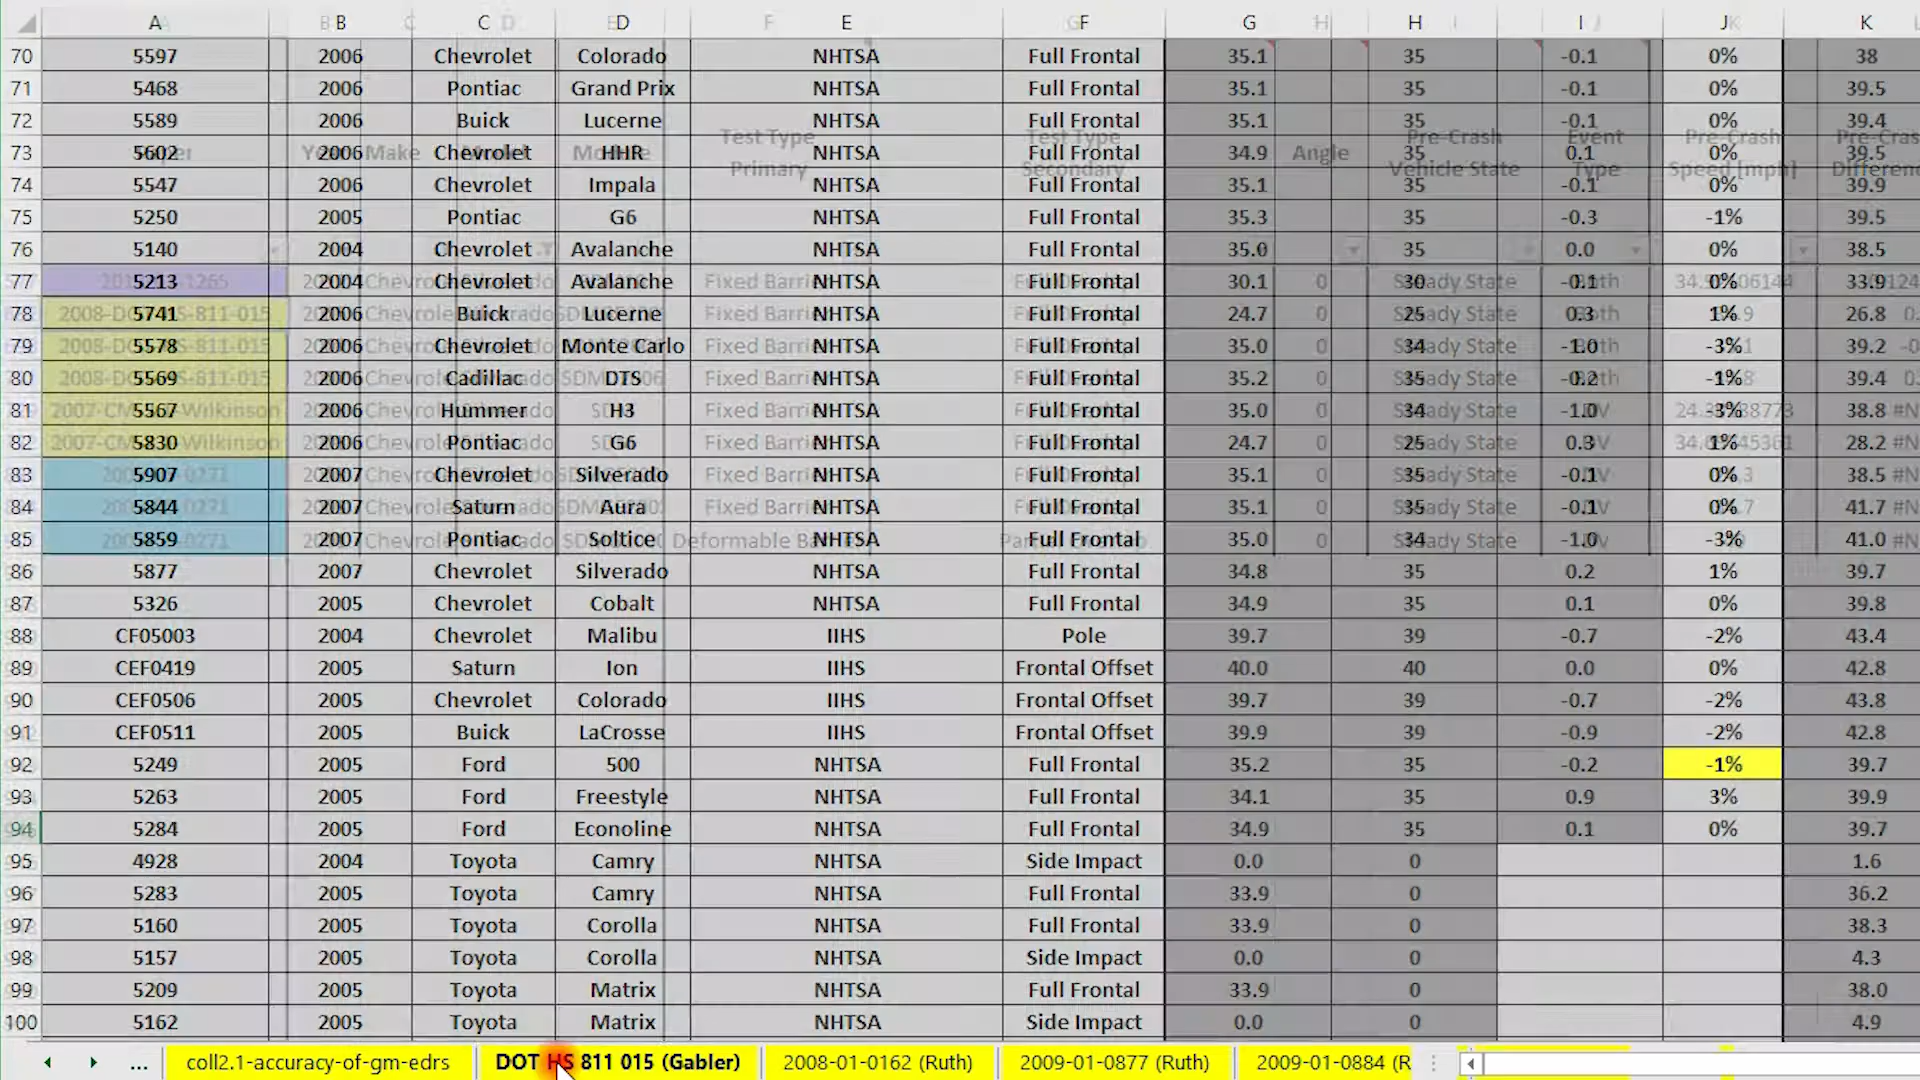 A B C D E F G H I J K
70 5597 2006 Chevrolet Colorado NHTSA Full Frontal 35.1 35 -0.1 0% 38
71 5468 2006 Pontiac Grand Prix NHTSA Full Frontal 35.1 35 -0.1 0% 39.5
72 5589 2006 Buick Lucerne NHTSA Full Frontal 35.1 35 -0.1 0% 39.4
73 5602 2006 Chevrolet HHR NHTSA Full Frontal 34.9 35 0.1 0% 39.5
74 5547 2006 Chevrolet Impala NHTSA Full Frontal 35.1 35 -0.1 0% 39.9
75 5250 2005 Pontiac G6 NHTSA Full Frontal 35.3 35 -0.3 -1% 39.5
76 5140 2004 Chevrolet Avalanche NHTSA Full Frontal 35.0 35 0.0 0% 38.5
77 5213 2004 Chevrolet Avalanche NHTSA Full Frontal 30.1 30 -0.1 0% 33.9
78 5741 2006 Buick Lucerne NHTSA Full Frontal 24.7 25 0.3 1% 26.8
79 5578 2006 Chevrolet Monte Carlo NHTSA Full Frontal 35.0 34 -1.0 -3% 39.2
80 5569 2006 Cadillac DTS NHTSA Full Frontal 35.2 35 -0.2 -1% 39.4
81 5567 2006 Hummer H3 NHTSA Full Frontal 35.0 34 -1.0 -3% 38.8
82 5830 2006 Pontiac G6 NHTSA Full Frontal 24.7 25 0.3 1% 28.2
83 5907 2007 Chevrolet Silverado NHTSA Full Frontal 35.1 35 -0.1 0% 38.5
84 5844 2007 Saturn Aura NHTSA Full Frontal 35.1 35 -0.1 0% 41.7
85 5859 2007 Pontiac Soltice NHTSA Full Frontal 35.0 34 -1.0 -3% 41.0
86 5877 2007 Chevrolet Silverado NHTSA Full Frontal 34.8 35 0.2 1% 39.7
87 5326 2005 Chevrolet Cobalt NHTSA Full Frontal 34.9 35 0.1 0% 39.8
88 CF05003 2004 Chevrolet Malibu IIHS Pole 39.7 39 -0.7 -2% 43.4
89 CEF0419 2005 Saturn Ion IIHS Frontal Offset 40.0 40 0.0 0% 42.8
90 CEF0506 2005 Chevrolet Colorado IIHS Frontal Offset 39.7 39 -0.7 -2% 43.8
91 CEF0511 2005 Buick LaCrosse IIHS Frontal Offset 39.9 39 -0.9 -2% 42.8
92 5249 2005 Ford 500 NHTSA Full Frontal 35.2 35 -0.2 -1% 39.7
93 5263 2005 Ford Freestyle NHTSA Full Frontal 34.1 35 0.9 3% 39.9
94 5284 2005 Ford Econoline NHTSA Full Frontal 34.9 35 0.1 0% 39.7
95 4928 2004 Toyota Camry NHTSA Side Impact 0.0 0 1.6
96 5283 2005 Toyota Camry NHTSA Full Frontal 33.9 0 36.2
97 5160 2005 Toyota Corolla NHTSA Full Frontal 33.9 0 38.3
98 5157 2005 Toyota Corolla NHTSA Side Impact 0.0 0 4.3
99 5209 2005 Toyota Matrix NHTSA Full Frontal 33.9 0 38.0
100 5162 2005 Toyota Matrix NHTSA Side Impact 0.0 0 4.9
... coll2.1-accuracy-of-gm-edrs DOT HS 811 015 (Gabler) 2008-01-0162 (Ruth) 2009-01-0877 (Ruth) 2009-01-0884 (R